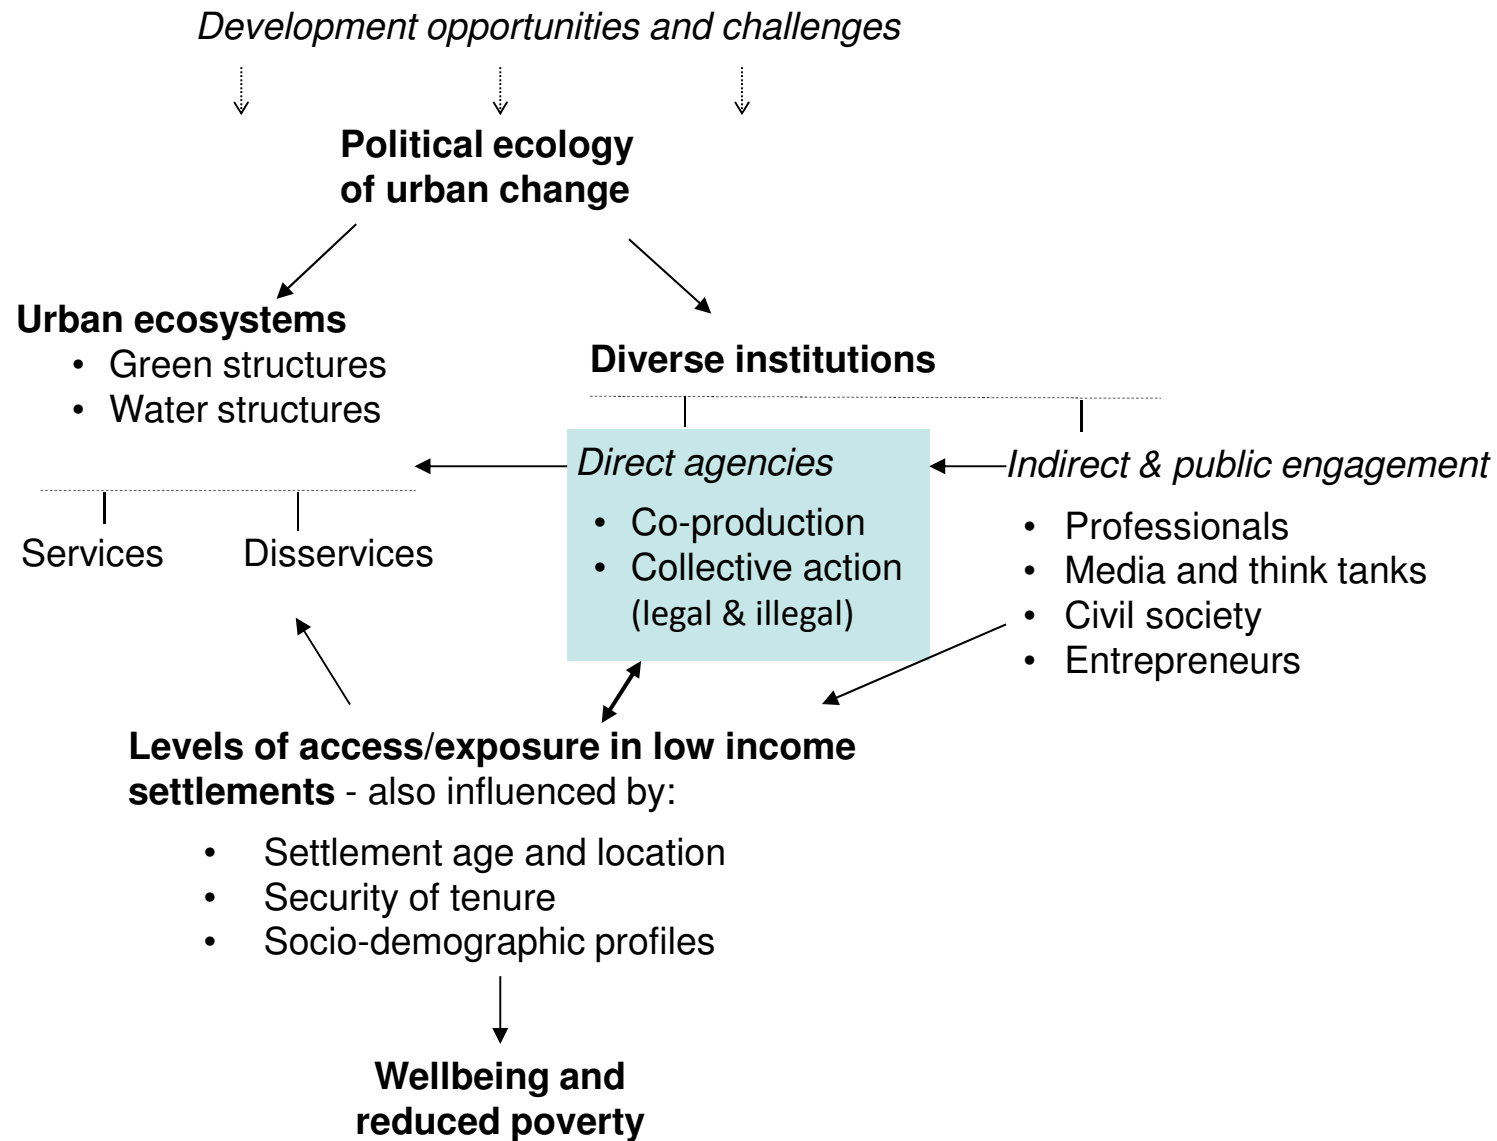 Development opportunities and challenges
Political ecology
of urban change
Urban ecosystems
• Green structures
• Water structures
Services
Disservices
Diverse institutions
Direct agencies
• Co-production
• Collective action
(legal & illegal)
Indirect & public engagement
• Professionals
• Media and think tanks
• Civil society
• Entrepreneurs
Levels of access/exposure in low income
settlements - also influenced by:
• Settlement age and location
• Security of tenure
• Socio-demographic profiles
Wellbeing and
reduced poverty